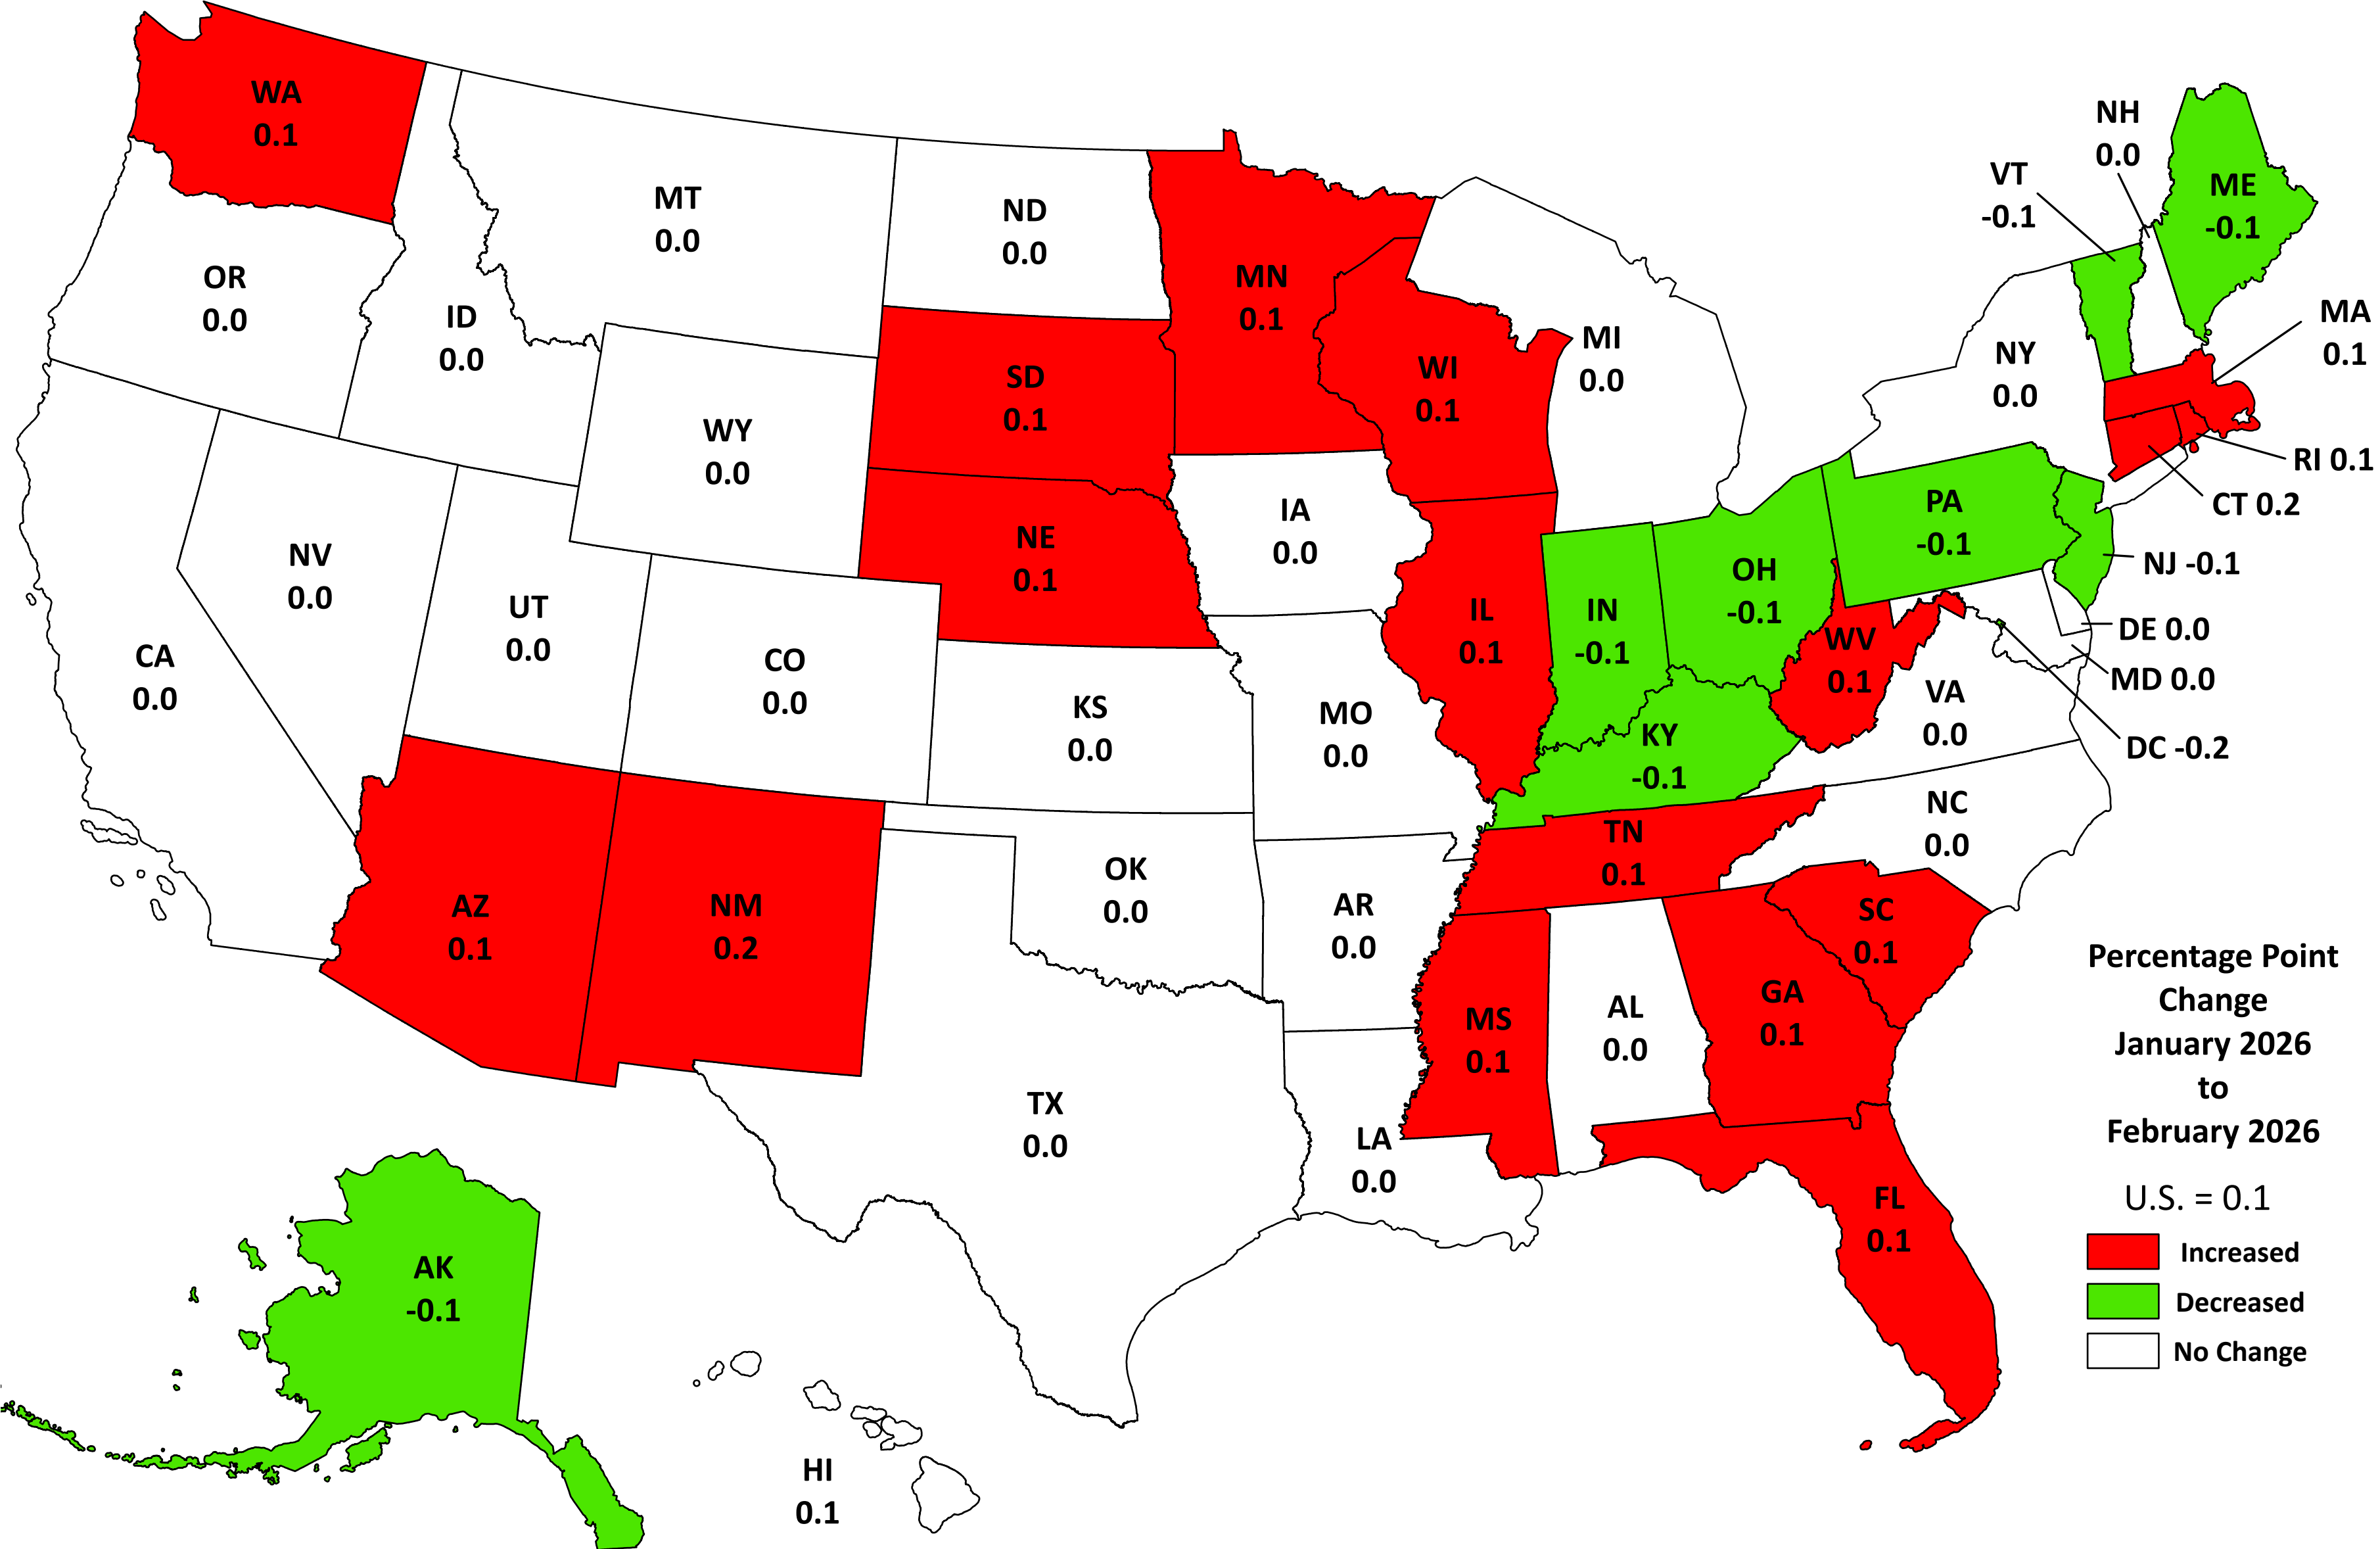 WA
0.1
OR
0.0
CA
0.0
NV
0.0
ID
0.0
MT
0.0
WY
0.0
UT
0.0
CO
0.0
AZ
0.1
NM
0.2
ND
0.0
SD
0.1
NE
0.1
KS
0.0
OK
0.0
TX
0.0
MN
0.1
IA
0.0
MO
0.0
AR
0.0
LA
0.0
WI
0.1
IL
0.1
MI
0.0
IN
-0.1
OH
-0.1
KY
-0.1
TN
0.1
MS
0.1
AL
0.0
GA
0.1
FL
0.1
SC
0.1
NC
0.0
VA
0.0
WV
0.1
PA
-0.1
NY
0.0
VT
-0.1
NH
0.0
ME
-0.1
MA
0.1
RI 0.1
CT 0.2
NJ -0.1
DE 0.0
MD 0.0
DC -0.2
AK
-0.1
HI
0.1
Percentage Point
Change
January 2026
to
February 2026
U.S. = 0.1
Increased
Decreased
No Change